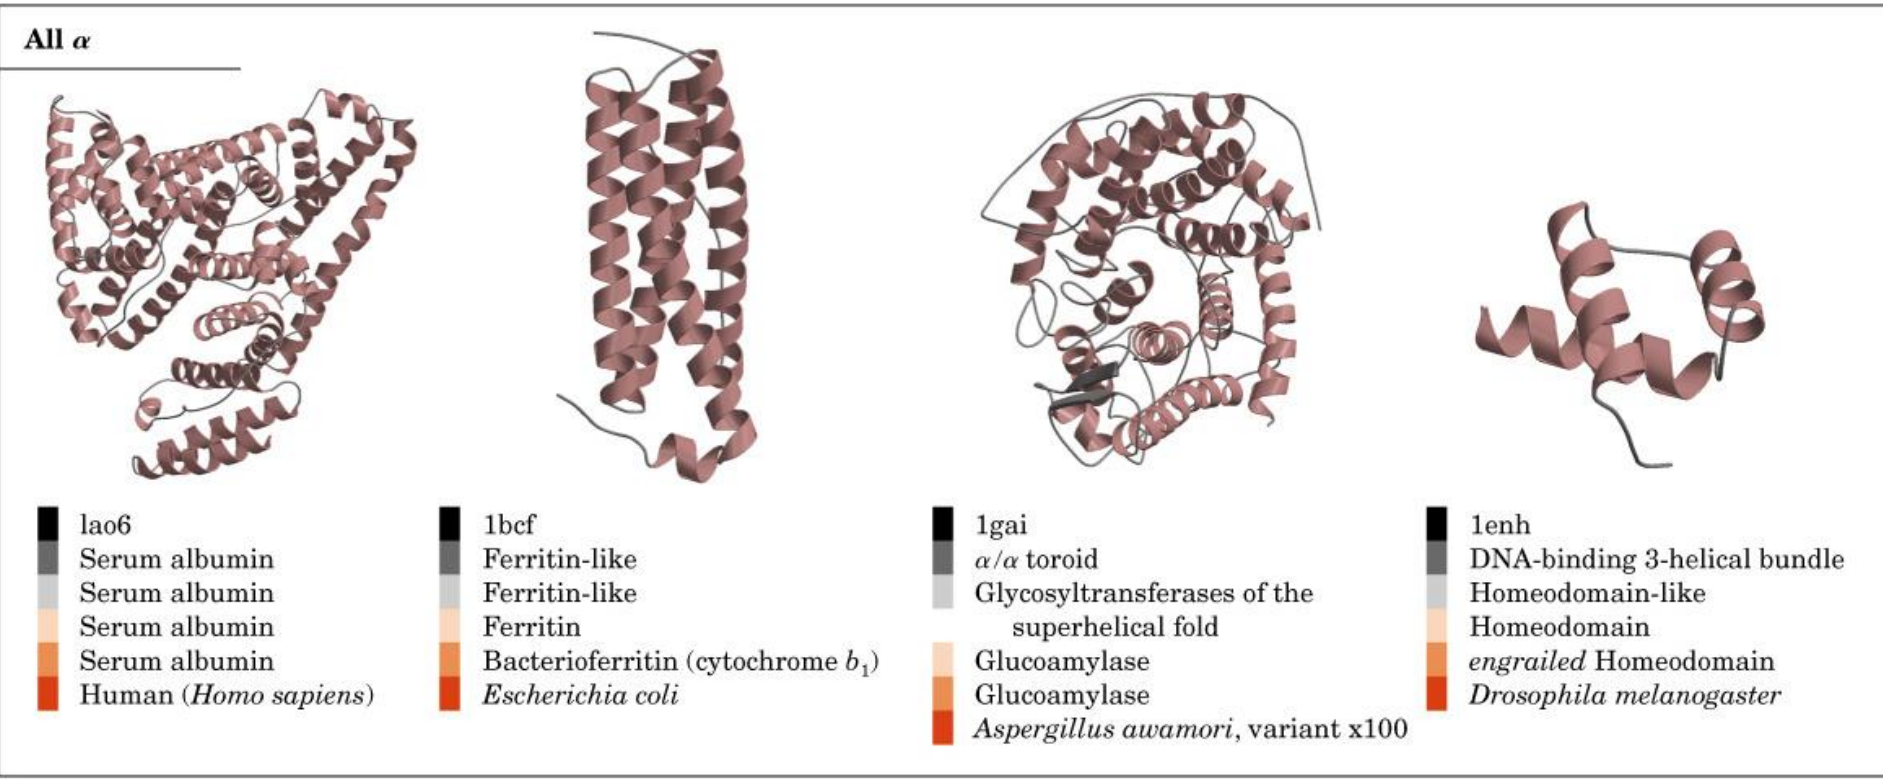 All α
lao6
Serum albumin
Serum albumin
Serum albumin
Serum albumin
Human (Homo sapiens)
1bcf
Ferritin-like
Ferritin-like
Ferritin
Bacterioferritin (cytochrome b₁)
Escherichia coli
1gai
α/α toroid
Glycosyltransferases of the
superhelical fold
Glucoamylase
Glucoamylase
Aspergillus awamori, variant x100
1enh
DNA-binding 3-helical bundle
Homeodomain-like
Homeodomain
engrailed Homeodomain
Drosophila melanogaster